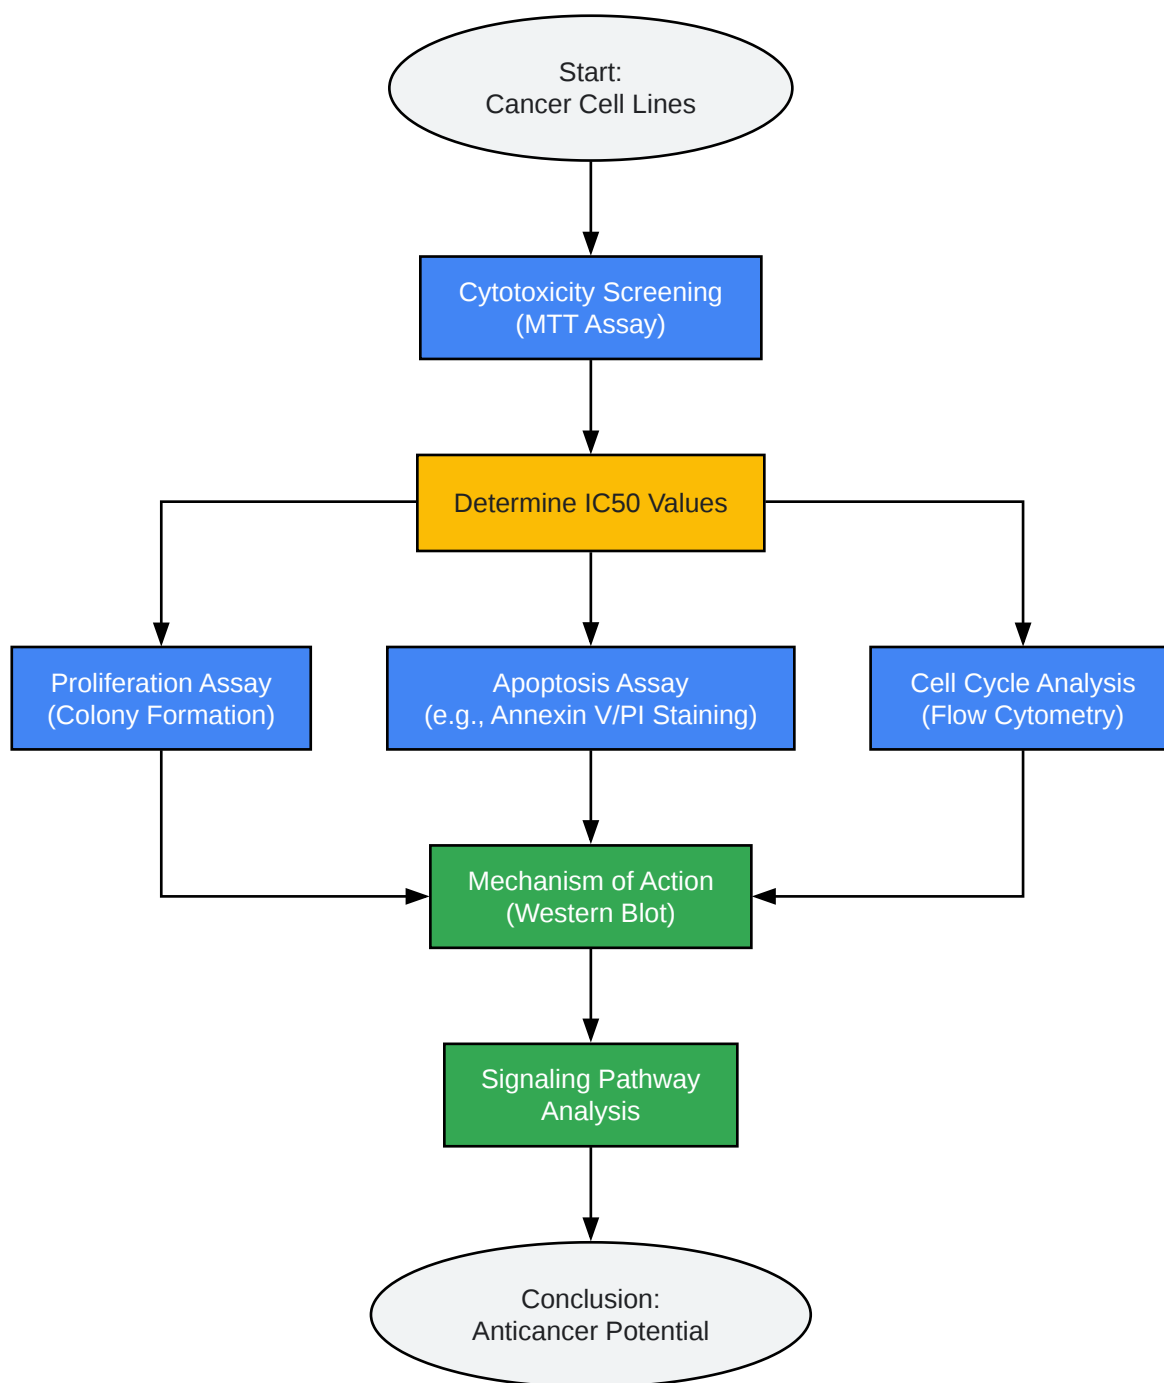 Start:
Cancer Cell Lines
Cytotoxicity Screening
(MTT Assay)
Determine IC50 Values
Proliferation Assay
(Colony Formation)
Apoptosis Assay
(e.g., Annexin V/PI Staining)
Cell Cycle Analysis
(Flow Cytometry)
Mechanism of Action
(Western Blot)
Signaling Pathway
Analysis
Conclusion:
Anticancer Potential